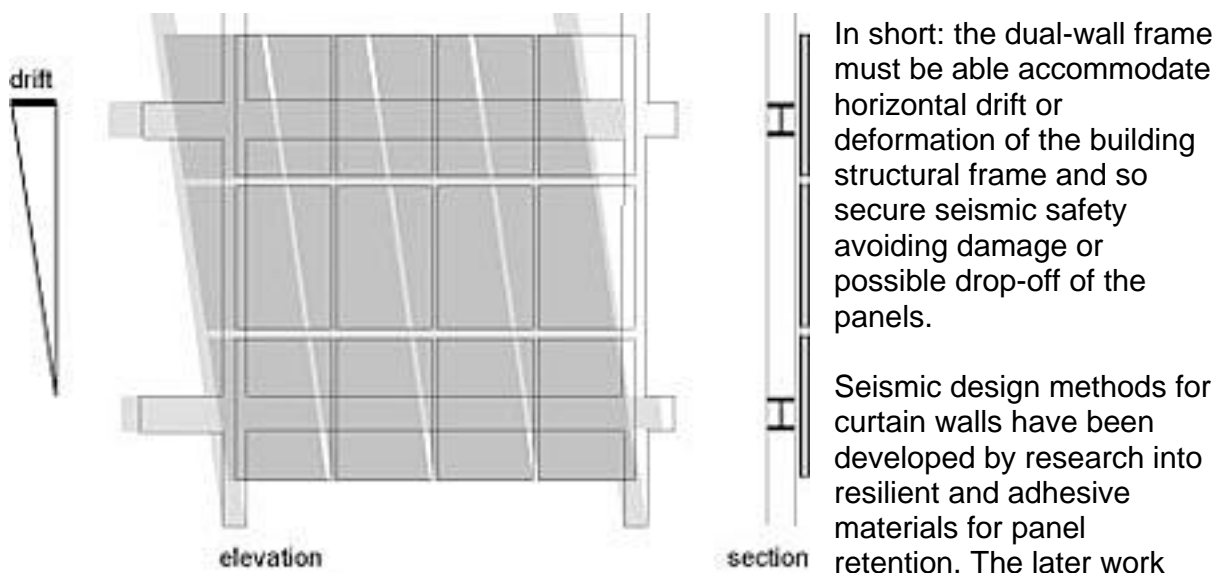 drift
elevation
section
In short: the dual-wall frame
must be able accommodate
horizontal drift or
deformation of the building
structural frame and so
secure seismic safety
avoiding damage or
possible drop-off of the
panels.
Seismic design methods for
curtain walls have been
developed by research into
resilient and adhesive
materials for panel
retention. The later work